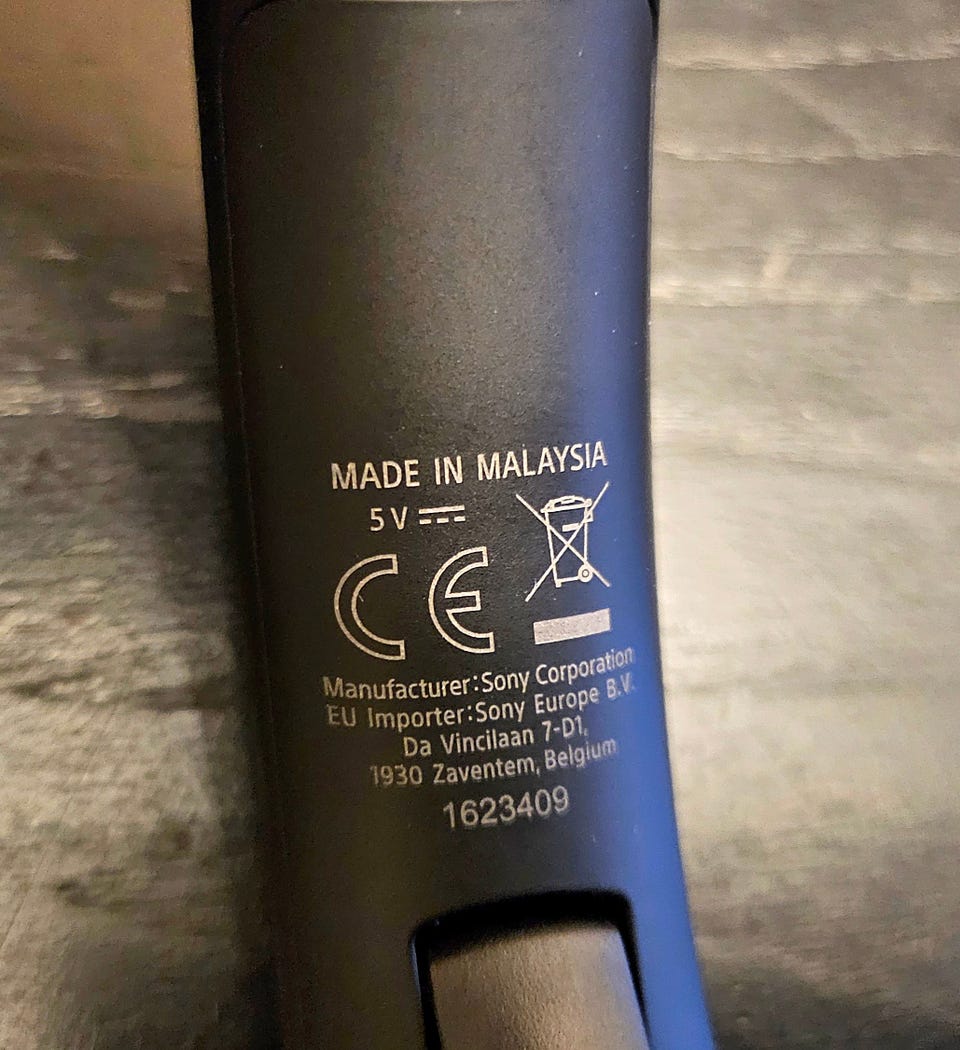 MADE IN MALAYSIA
5V
CE
Manufacturer:Sony Corporation
EU Importer:Sony Europe B.V.
Da Vincilaan 7-D1,
1930 Zaventem, Belgium
1623409